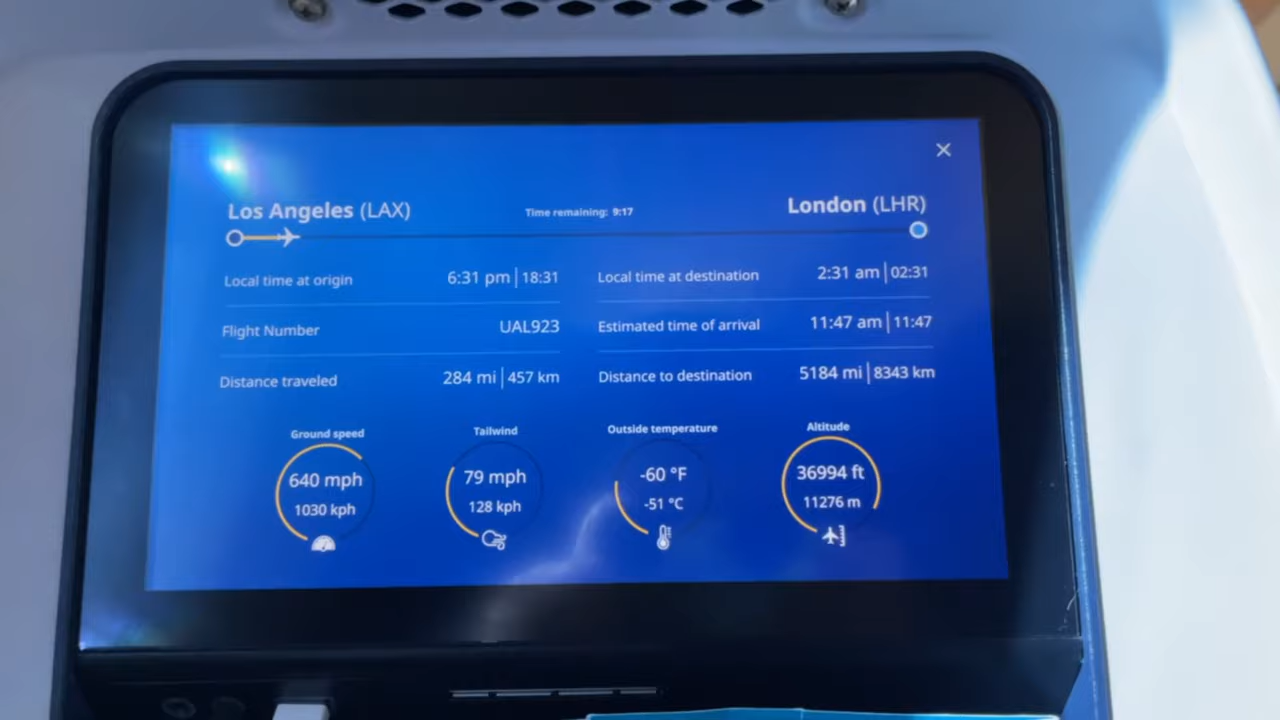 Los Angeles (LAX) Time remaining: 9:17 London (LHR)
Local time at origin 6:31 pm | 18:31 Local time at destination 2:31 am | 02:31
Flight Number UAL923 Estimated time of arrival 11:47 am | 11:47
Distance traveled 284 mi | 457 km Distance to destination 5184 mi | 8343 km
Ground speed Tailwind Outside temperature Altitude
640 mph 79 mph -60 °F 36994 ft
1030 kph 128 kph -51 °C 11276 m